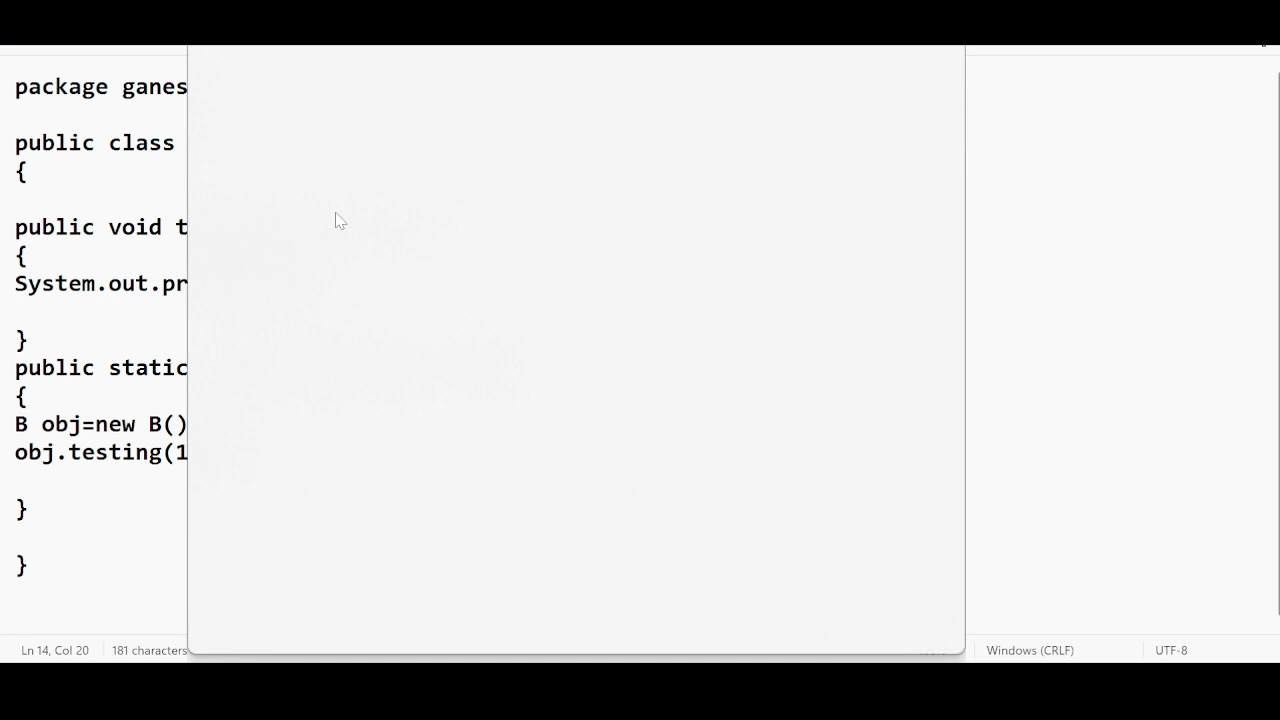 package ganes
public class
{
public void t
{
System.out.pr
}
public static
{
B obj=new B()
obj.testing(1
}
}
Ln 14, Col 20 181 characters Windows (CRLF) UTF-8